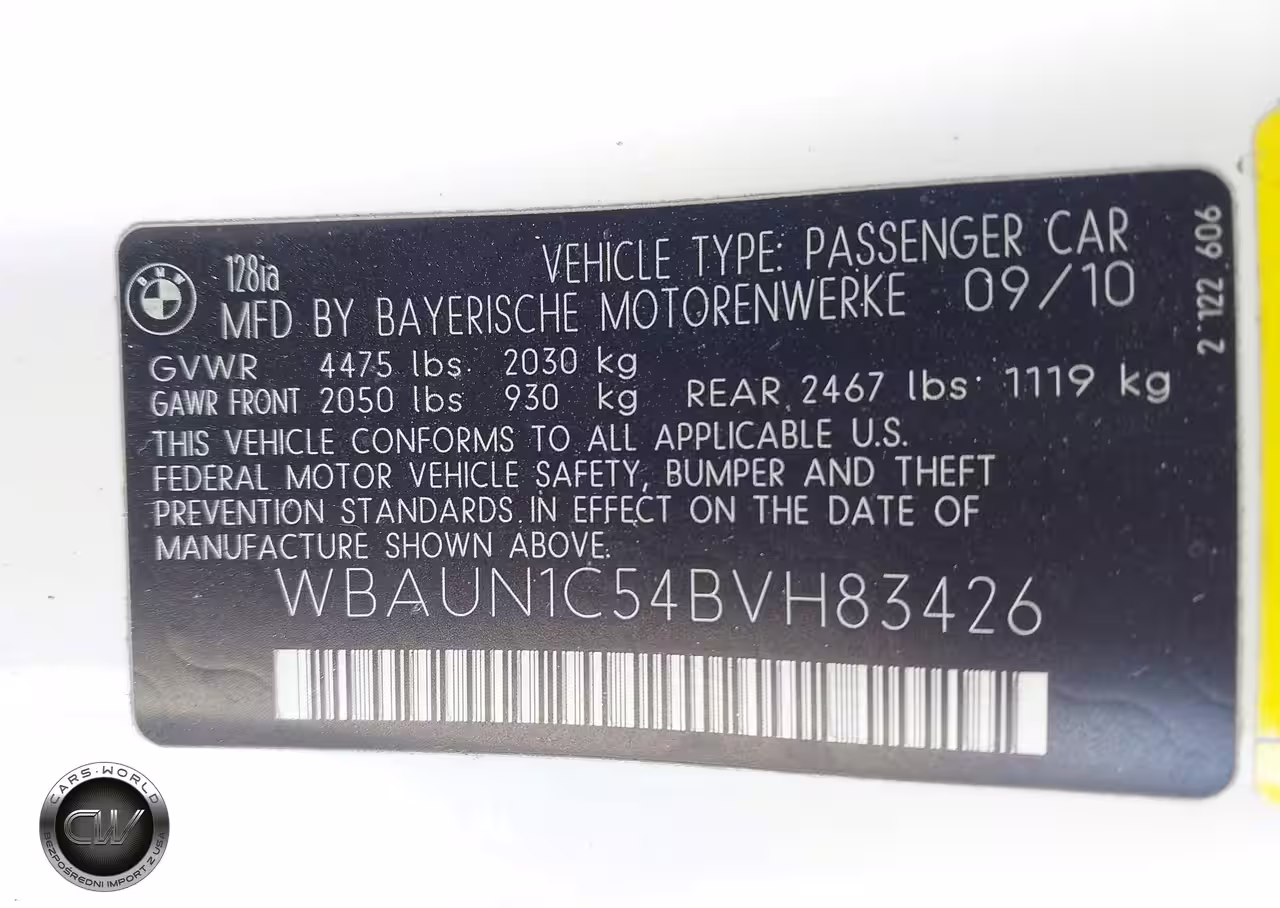 BMW
128ia
VEHICLE TYPE: PASSENGER CAR
MFD BY BAYERISCHE MOTORENWERKE 09/10
GVWR 4475 lbs. 2030 kg
GAWR FRONT 2050 lbs 930 kg REAR 2467 lbs. 1119 kg
THIS VEHICLE CONFORMS TO ALL APPLICABLE U.S.
FEDERAL MOTOR VEHICLE SAFETY, BUMPER AND THEFT
PREVENTION STANDARDS IN EFFECT ON THE DATE OF
MANUFACTURE SHOWN ABOVE.
WBAUN1C54BVH83426
2 122 606
CARS·WORLD
CW
BEZPOŚREDNI IMPORT Z USA